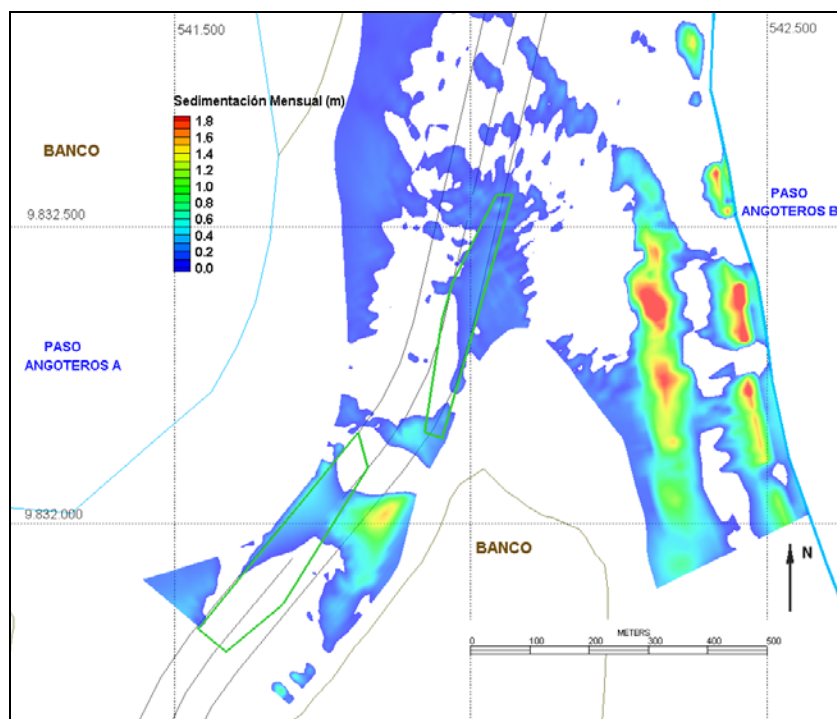 541.500
542.500
Sedimentación Mensual (m)
1.8
1.6
1.4
1.2
1.0
0.8
0.6
0.4
0.2
0.0
BANCO
PASO
ANGOTEROS B
9.832.500
PASO
ANGOTEROS A
9.832.000
BANCO
N
METERS
0
100
200
300
400
500